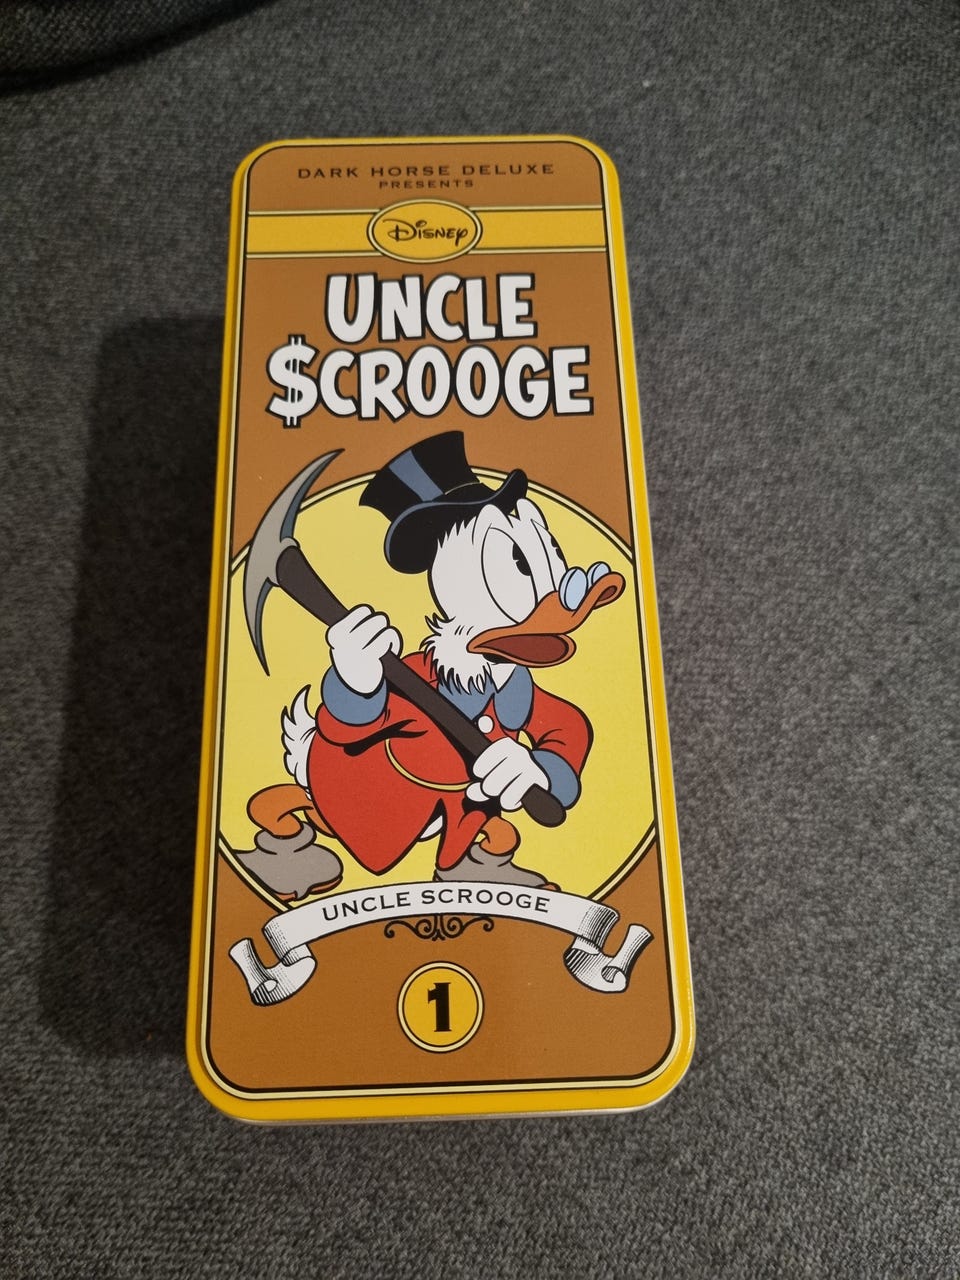 DARK HORSE DELUXE
PRESENTS
Disney
UNCLE
$CROOGE
UNCLE SCROOGE
1